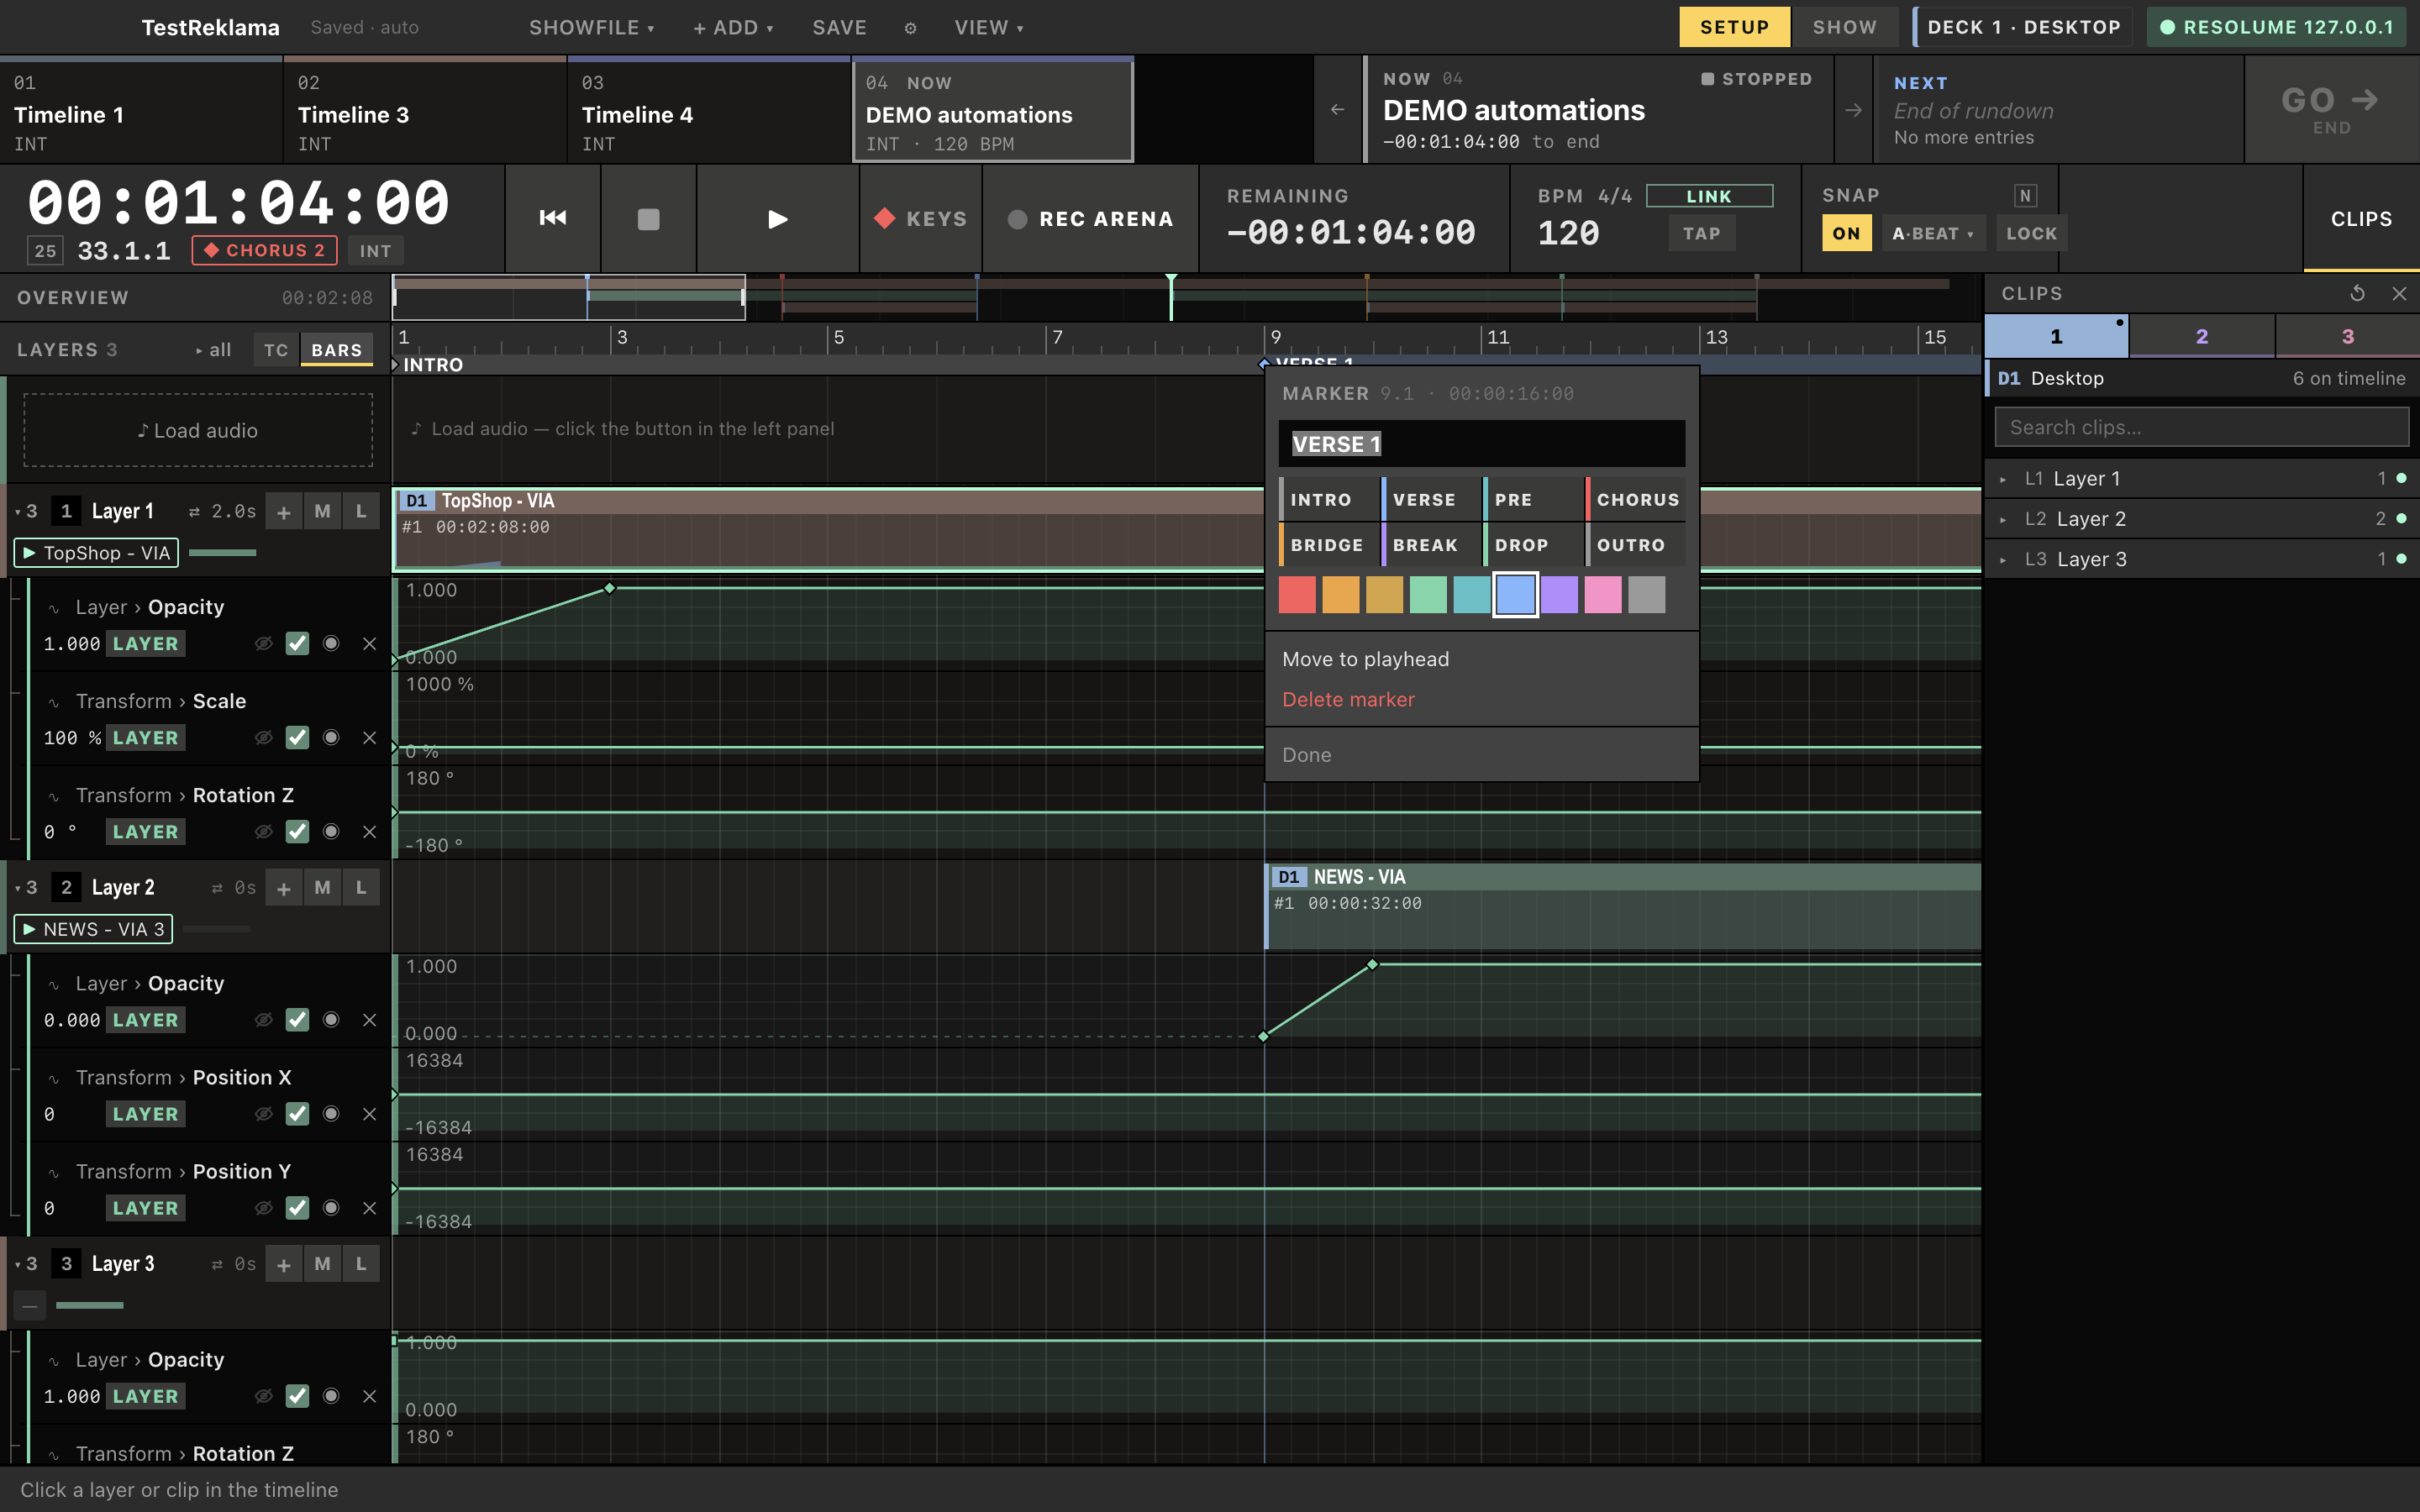 TestReklama Saved · auto SHOWFILE ▾ + ADD ▾ SAVE ⚙ VIEW ▾ SETUP SHOW DECK 1 · DESKTOP RESOLUME 127.0.0.1
01
Timeline 1
INT
02
Timeline 3
INT
03
Timeline 4
INT
04 NOW
DEMO automations
INT · 120 BPM
←
NOW 04 STOPPED
DEMO automations
−00:01:04:00 to end
→
NEXT
End of rundown
No more entries
GO →
END
00:01:04:00
25 33.1.1 CHORUS 2 INT
KEYS
REC ARENA
REMAINING
−00:01:04:00
BPM 4/4 LINK
120 TAP
SNAP N
ON A·BEAT ▾ LOCK
CLIPS
OVERVIEW 00:02:08
LAYERS 3 ▸ all TC BARS
1 3 5 7 9 11 13 15
INTRO VERSE 1
♪ Load audio
♪ Load audio — click the button in the left panel
▾ 3 1 Layer 1 ⇄ 2.0s + M L
TopShop - VIA
D1 TopShop - VIA
#1 00:02:08:00
Layer › Opacity
1.000 LAYER
1.000
0.000
Transform › Scale
100 % LAYER
1000 %
0 %
Transform › Rotation Z
0 ° LAYER
180 °
-180 °
▾ 3 2 Layer 2 ⇄ 0s + M L
NEWS - VIA 3
D1 NEWS - VIA
#1 00:00:32:00
Layer › Opacity
0.000 LAYER
1.000
0.000
Transform › Position X
0 LAYER
16384
-16384
Transform › Position Y
0 LAYER
16384
-16384
▾ 3 3 Layer 3 ⇄ 0s + M L
—
Layer › Opacity
1.000 LAYER
1.000
0.000
Transform › Rotation Z
180 °
MARKER 9.1 · 00:00:16:00
VERSE 1
INTRO VERSE PRE CHORUS
BRIDGE BREAK DROP OUTRO
Move to playhead
Delete marker
Done
CLIPS
1 2 3
D1 Desktop 6 on timeline
Search clips...
▸ L1 Layer 1 1
▸ L2 Layer 2 2
▸ L3 Layer 3 1
Click a layer or clip in the timeline